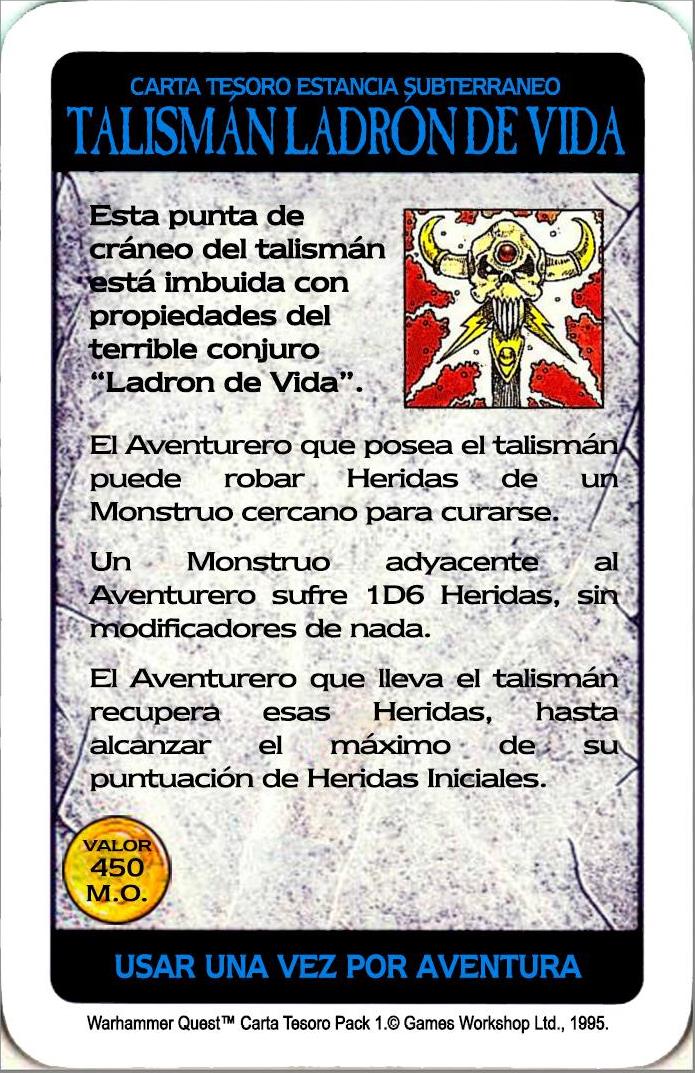 CARTA TESORO ESTANCIA SUBTERRANEO
TALISMÁN LADRÓN DE VIDA
Esta punta de
cráneo del talismán
está imbuida con
propiedades del
terrible conjuro
“Ladron de Vida”.
El Aventurero que posea el talismán
puede robar Heridas de un
Monstruo cercano para curarse.
Un Monstruo adyacente al
Aventurero sufre 1D6 Heridas, sin
modificadores de nada.
El Aventurero que lleva el talismán
recupera esas Heridas, hasta
alcanzar el máximo de su
puntuación de Heridas Iniciales.
VALOR
450
M.O.
USAR UNA VEZ POR AVENTURA
Warhammer Quest™ Carta Tesoro Pack 1.© Games Workshop Ltd., 1995.